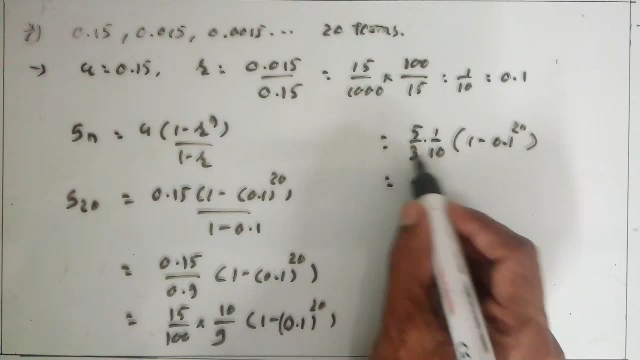 7) 0.15, 0.015, 0.0015... 20 terms.
→ a = 0.15, r = 0.015/0.15 = 15/1000 × 100/15 = 1/10 = 0.1
Sn = a(1-r^n)/1-r
S20 = 0.15(1-(0.1)^20)/1-0.1
= 0.15/0.9 (1-(0.1)^20)
= 15/100 × 10/9 (1-(0.1)^20)
= 5/3 · 1/10 (1-0.1^20)
=